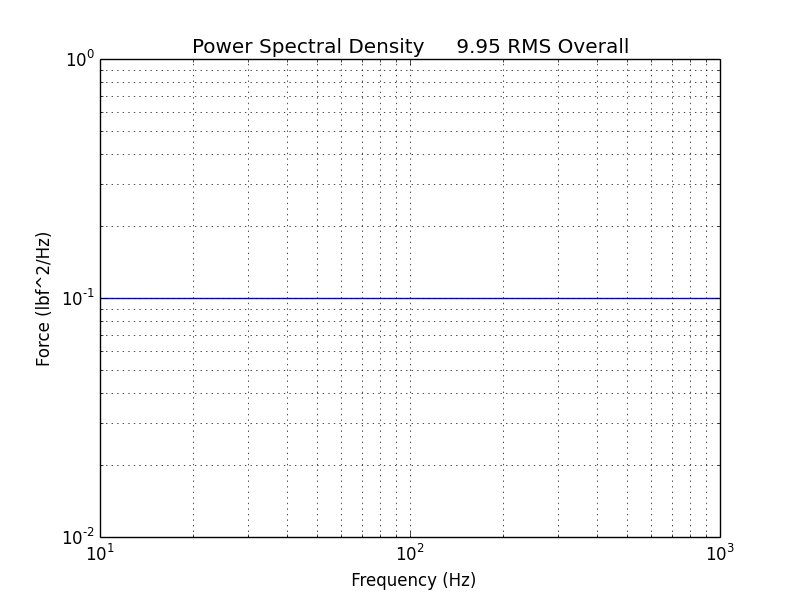 Power Spectral Density 9.95 RMS Overall
10^0
10^-1
10^-2
Force (lbf^2/Hz)
10^1 10^2 10^3
Frequency (Hz)